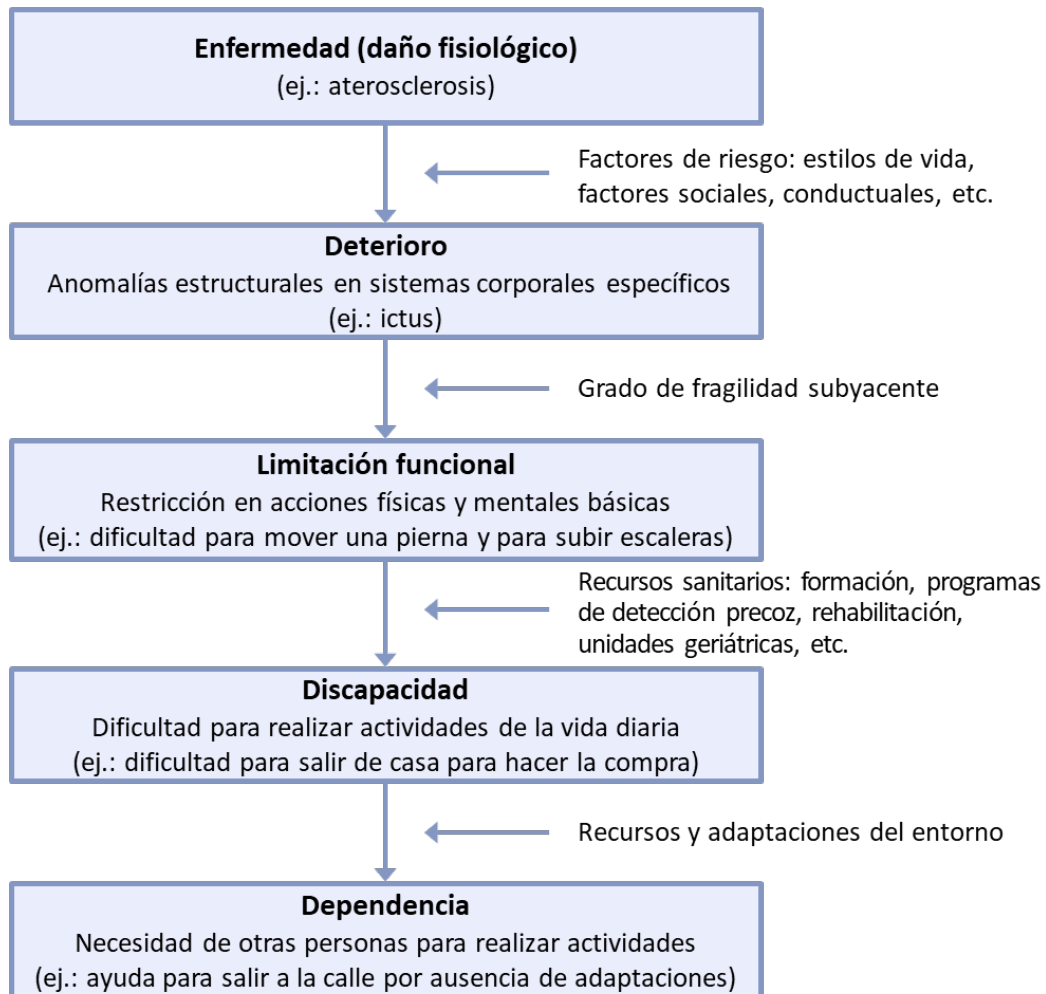 Enfermedad (daño fisiológico)
(ej.: aterosclerosis)
Factores de riesgo: estilos de vida,
factores sociales, conductuales, etc.
Deterioro
Anomalías estructurales en sistemas corporales específicos
(ej.: ictus)
Grado de fragilidad subyacente
Limitación funcional
Restricción en acciones físicas y mentales básicas
(ej.: dificultad para mover una pierna y para subir escaleras)
Recursos sanitarios: formación, programas
de detección precoz, rehabilitación,
unidades geriátricas, etc.
Discapacidad
Dificultad para realizar actividades de la vida diaria
(ej.: dificultad para salir de casa para hacer la compra)
Recursos y adaptaciones del entorno
Dependencia
Necesidad de otras personas para realizar actividades
(ej.: ayuda para salir a la calle por ausencia de adaptaciones)